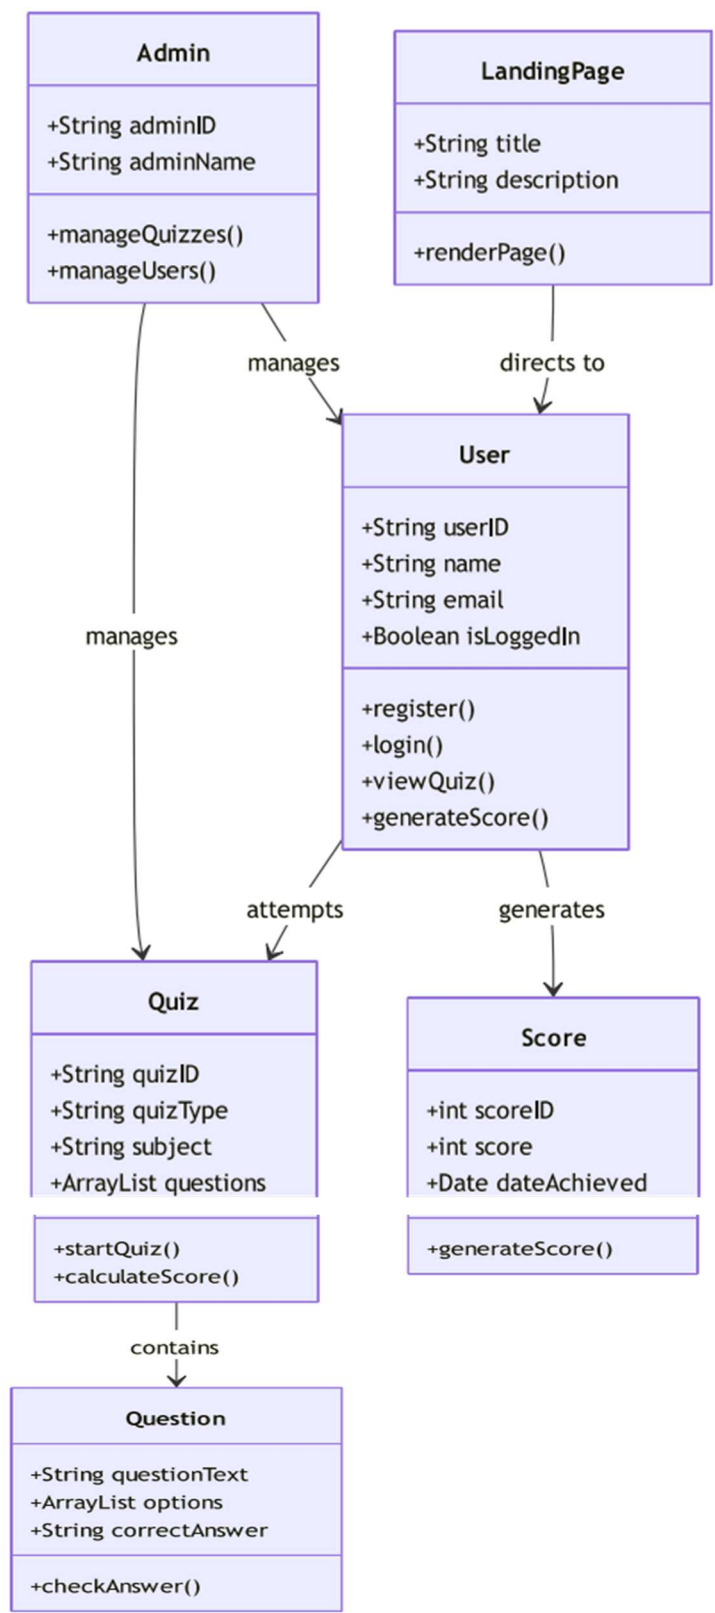 Admin
+String adminID
+String adminName
+manageQuizzes()
+manageUsers()
LandingPage
+String title
+String description
+renderPage()
manages
directs to
User
+String userID
+String name
+String email
+Boolean isLoggedIn
+register()
+login()
+viewQuiz()
+generateScore()
manages
attempts
generates
Quiz
+String quizID
+String quizType
+String subject
+ArrayList questions
+startQuiz()
+calculateScore()
Score
+int scoreID
+int score
+Date dateAchieved
+generateScore()
contains
Question
+String questionText
+ArrayList options
+String correctAnswer
+checkAnswer()